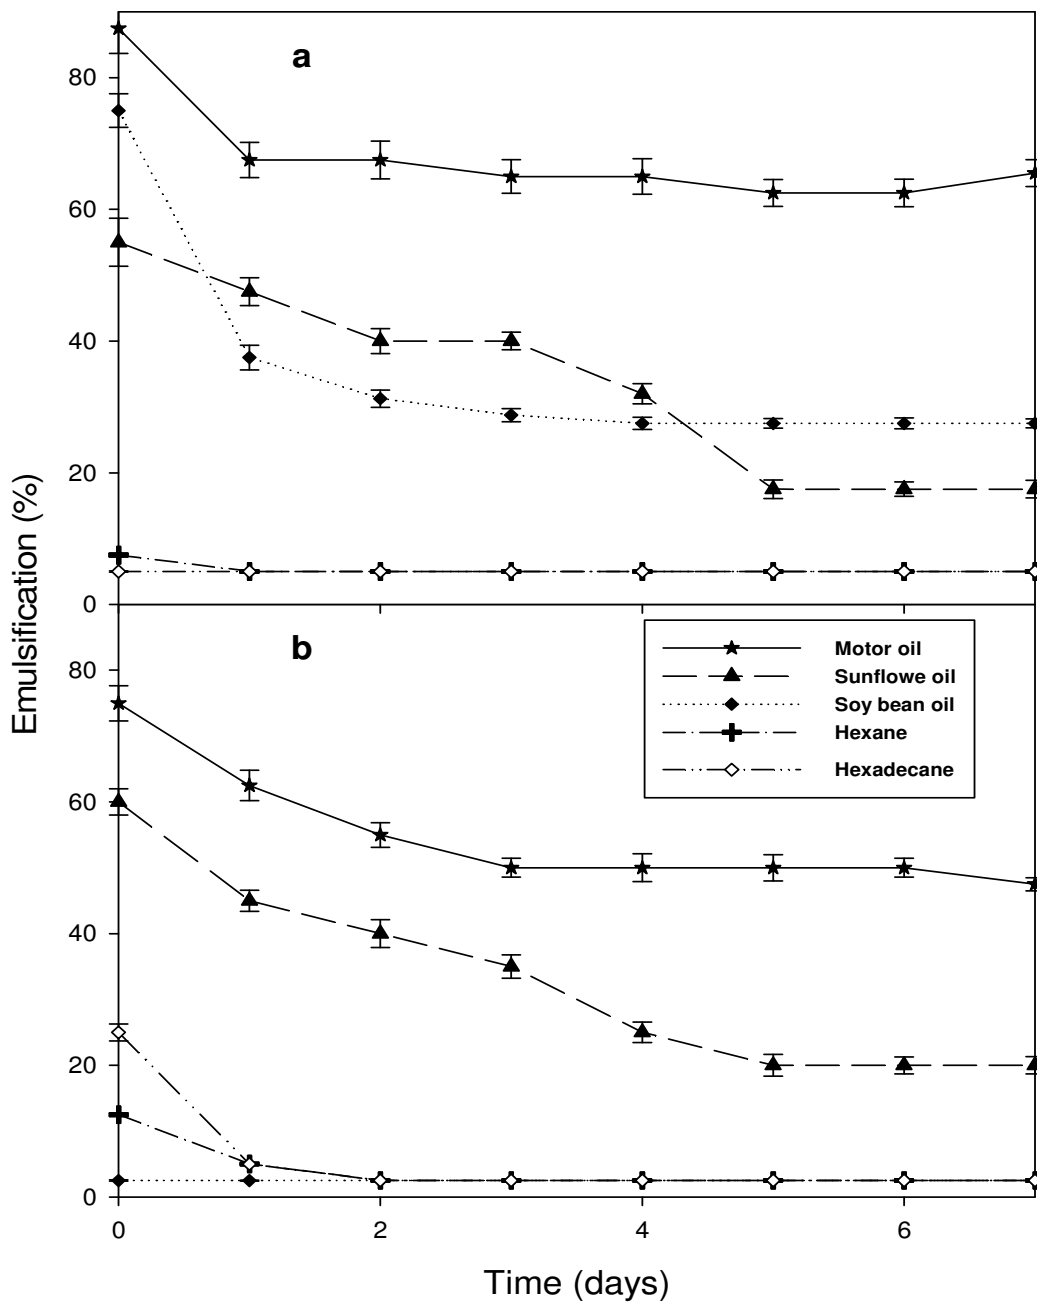 a
80
60
40
20
0
Emulsification (%)
b
Motor oil
Sunflowe oil
Soy bean oil
Hexane
Hexadecane
80
60
40
20
0
0 2 4 6
Time (days)